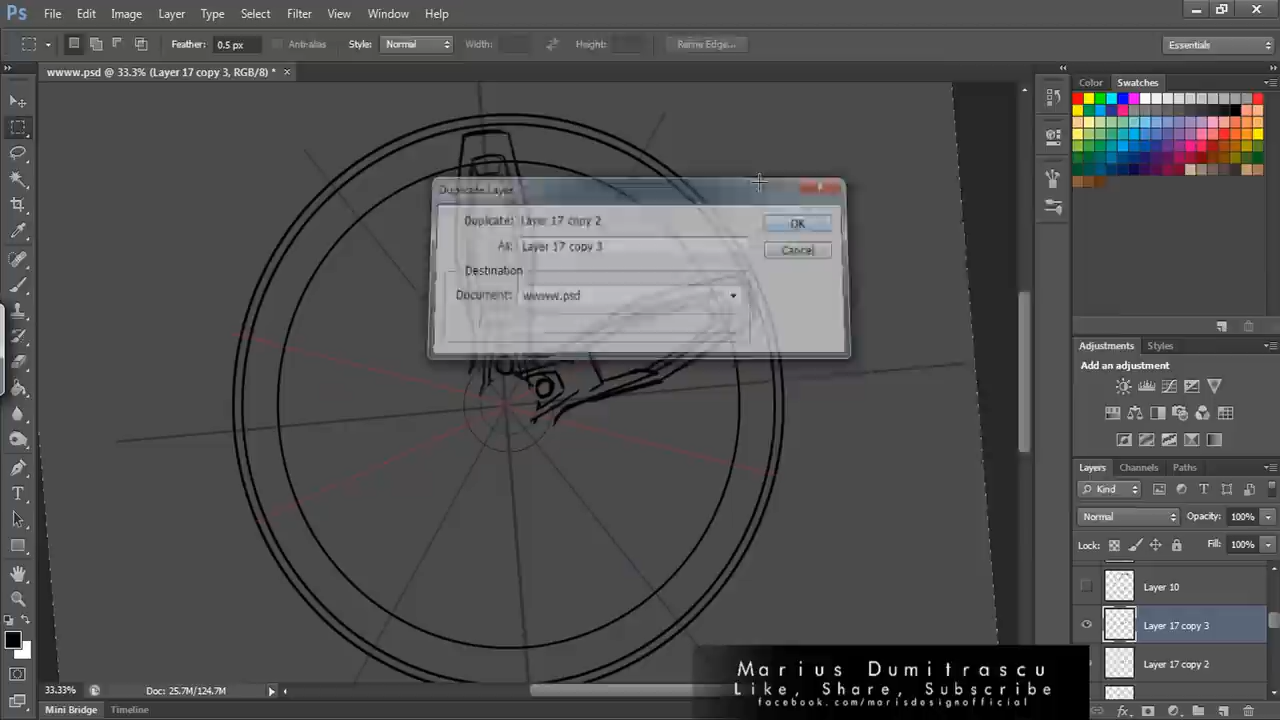 Ps File Edit Image Layer Type Select Filter View Window Help
Feather: 0.5 px Anti-alias Style: Normal Width: Height: Refine Edge... Essentials
wwww.psd @ 33.3% (Layer 17 copy 3, RGB/8) * ×
Color Swatches
Duplicate Layer
Duplicate: Layer 17 copy 2 OK
As: Layer 17 copy 3 Cancel
Destination
Document: wwww.psd
Adjustments Styles
Add an adjustment
Layers Channels Paths
Kind
Normal Opacity: 100%
Lock: Fill: 100%
Layer 10
Layer 17 copy 3
Layer 17 copy 2
Marius Dumitrascu
Like, Share, Subscribe
facebook.com/marisdesignofficial
33.33% Doc: 25.7M/124.7M
Mini Bridge Timeline